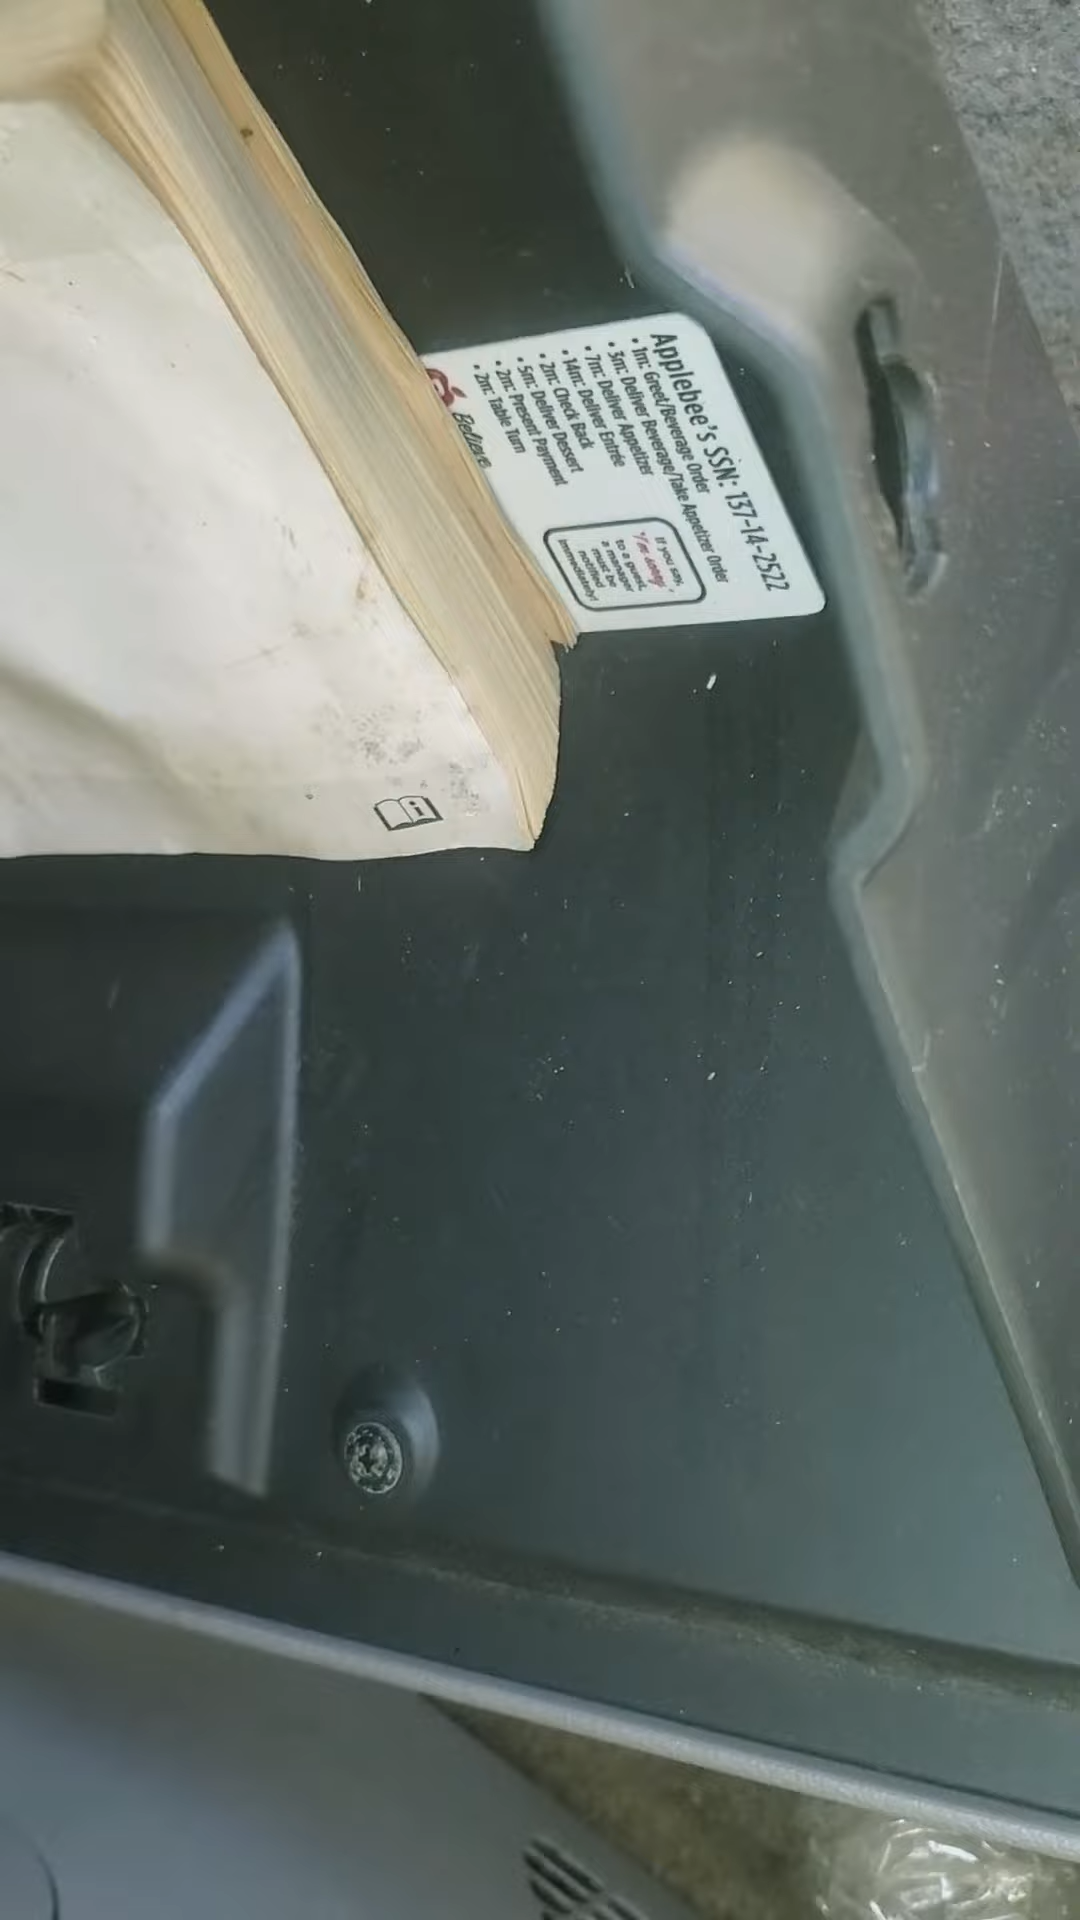 Applebee's SSN: 137-14-2522
• 1m: Greet/Beverage Order
• 3m: Deliver Beverage/Take Appetizer Order
• 7m: Deliver Appetizer
• 14m: Deliver Entrée
• 2m: Check Back
• 5m: Deliver Dessert
• 2m: Present Payment
• 2m: Table Turn
If you say,
"I'm sorry",
to a guest,
a manager
must be
notified
immediately!
Believe